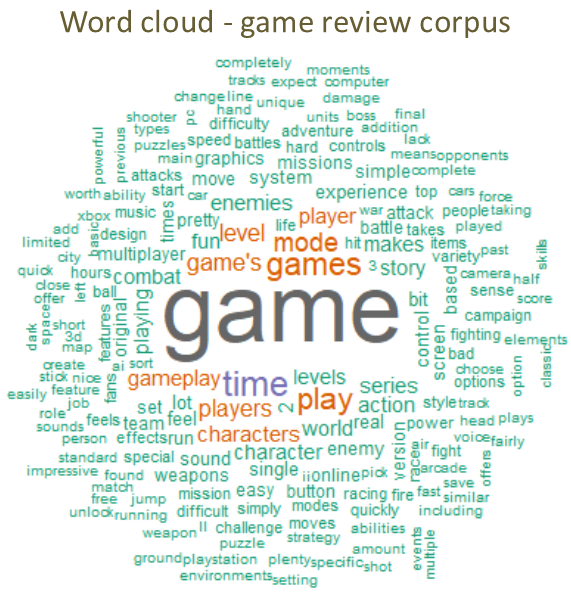 Word cloud - game review corpus
completely
moments
tracks expect computer
change line unique damage
hand
shooter pc units boss final
types difficulty adventure addition
powerful previous puzzles speed battles hard controls lack
main graphics missions means opponents
attacks move system simple complete
worth ability start car enemies experience top cars force
xbox music times pretty level life player war attack people taking
add basic design fun mode hit battle takes played
limited multiplayer makes items skills
city game's games 3 story variety past
quick hours combat camera half
close left ball game bit based sense score
offer space features original playing control screen campaign
dark short fighting elements
3d map ai sort bad
create gameplay time levels choose option classic
stick nice fans series options
easily feature set lot players 2 play action style track
role job feel characters world real power head plays
sounds feels team version voice fairly
person effects run character enemy race air fight
standard special sound arcade offers
impressive found weapons single ii online pick save
match mission easy button racing fire fast similar
free jump modes
unlock running difficult simply quickly including
weapon II challenge moves abilities
puzzle strategy amount events multiple
ground playstation plenty specific shot
environments setting